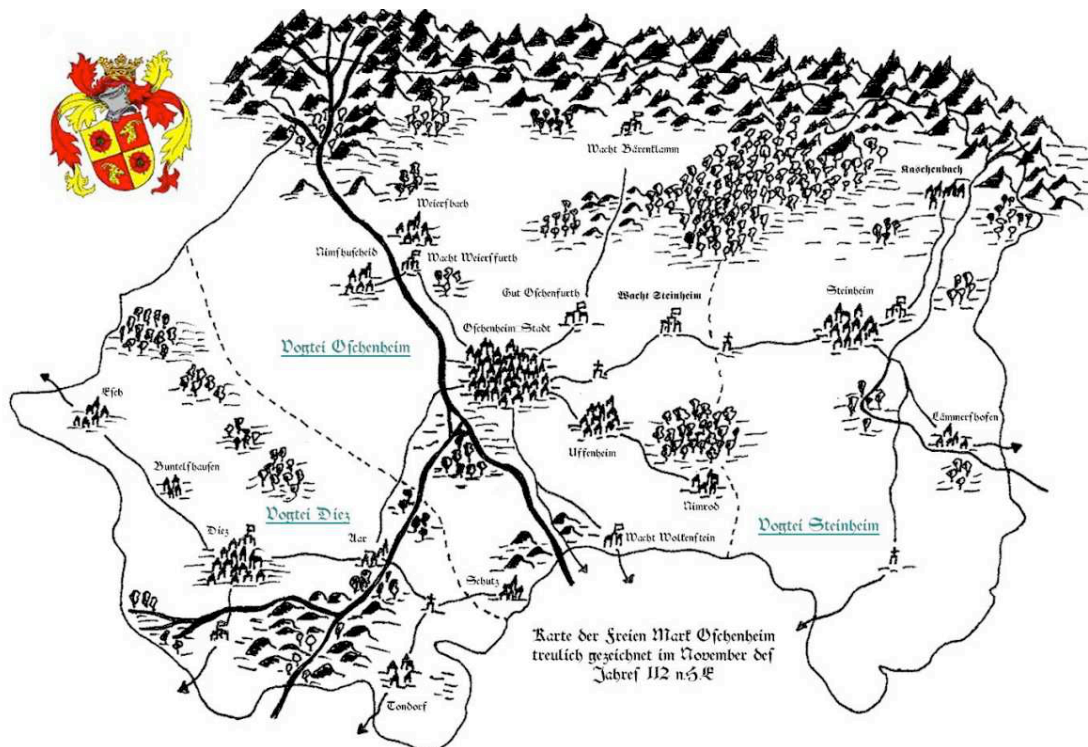 Wacht Bärenklamm
Kaſchenbach
Weierſbach
Nimſhuſcheid
Wacht Weierſfurth
Gut Oſchenfurth
Wacht Steinheim
Steinheim
Oſchenheim Stadt
Vogtei Oſchenheim
Eſch
Lämmerſhofen
Uffenheim
Buntelſhauſen
Nimrod
Vogtei Diez
Vogtei Steinheim
Diez
Aar
Wacht Wolkenſtein
Schutz
Karte der Freien Mark Oſchenheim
treulich gezeichnet im November deſ
Jahreſ 112 n.H.E
Tondorf